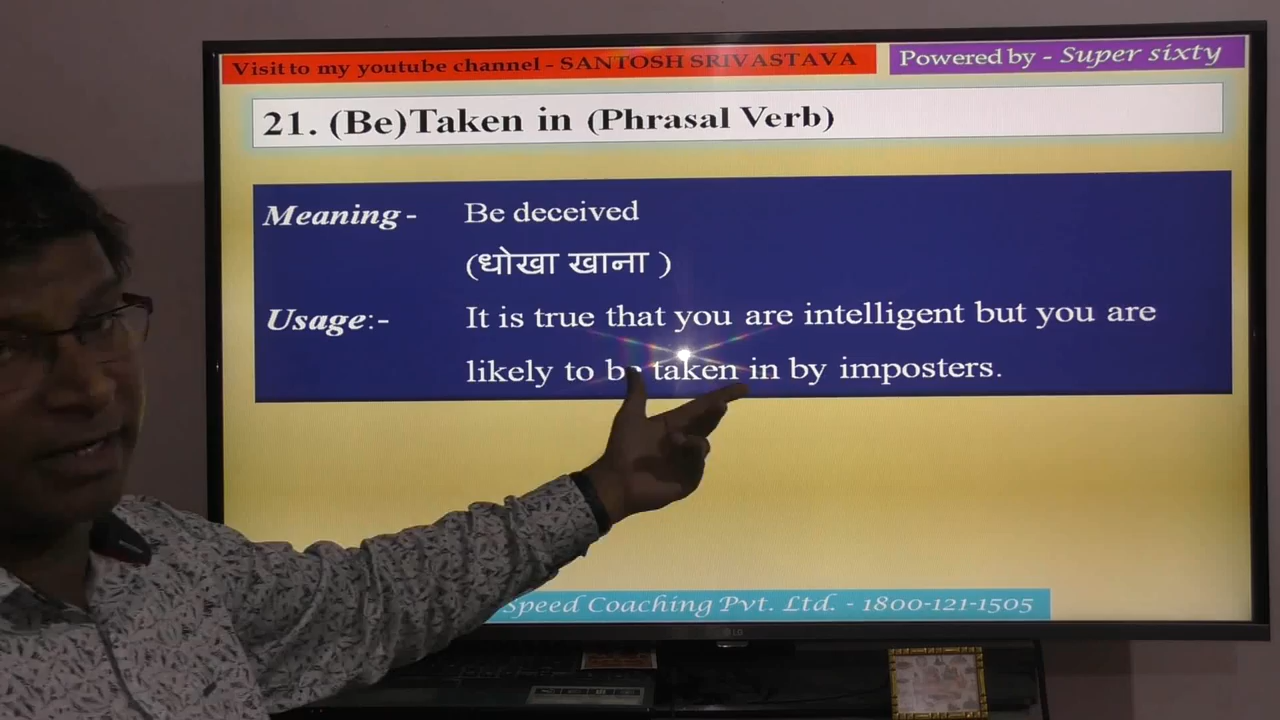 Visit to my youtube channel - SANTOSH SRIVASTAVA
Powered by - Super sixty
21. (Be)Taken in (Phrasal Verb)
Meaning - Be deceived
(धोखा खाना )
Usage:- It is true that you are intelligent but you are
likely to be taken in by imposters.
Speed Coaching Pvt. Ltd. - 1800-121-1505